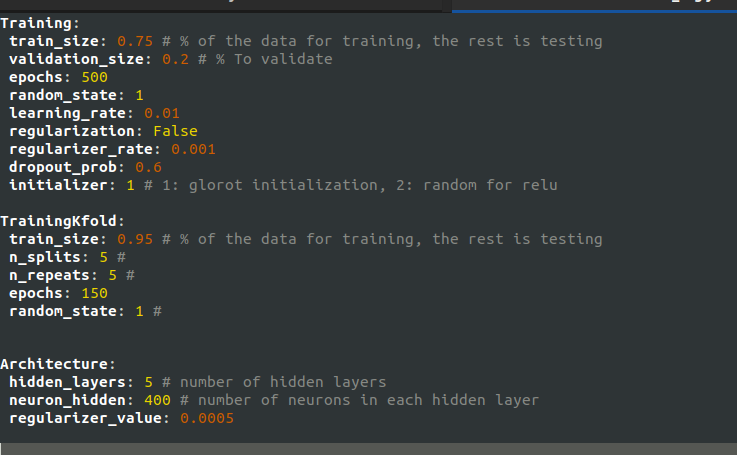 Training:
train_size: 0.75 # % of the data for training, the rest is testing
validation_size: 0.2 # % To validate
epochs: 500
random_state: 1
learning_rate: 0.01
regularization: False
regularizer_rate: 0.001
dropout_prob: 0.6
initializer: 1 # 1: glorot initialization, 2: random for relu
TrainingKfold:
train_size: 0.95 # % of the data for training, the rest is testing
n_splits: 5 #
n_repeats: 5 #
epochs: 150
random_state: 1 #
Architecture:
hidden_layers: 5 # number of hidden layers
neuron_hidden: 400 # number of neurons in each hidden layer
regularizer_value: 0.0005